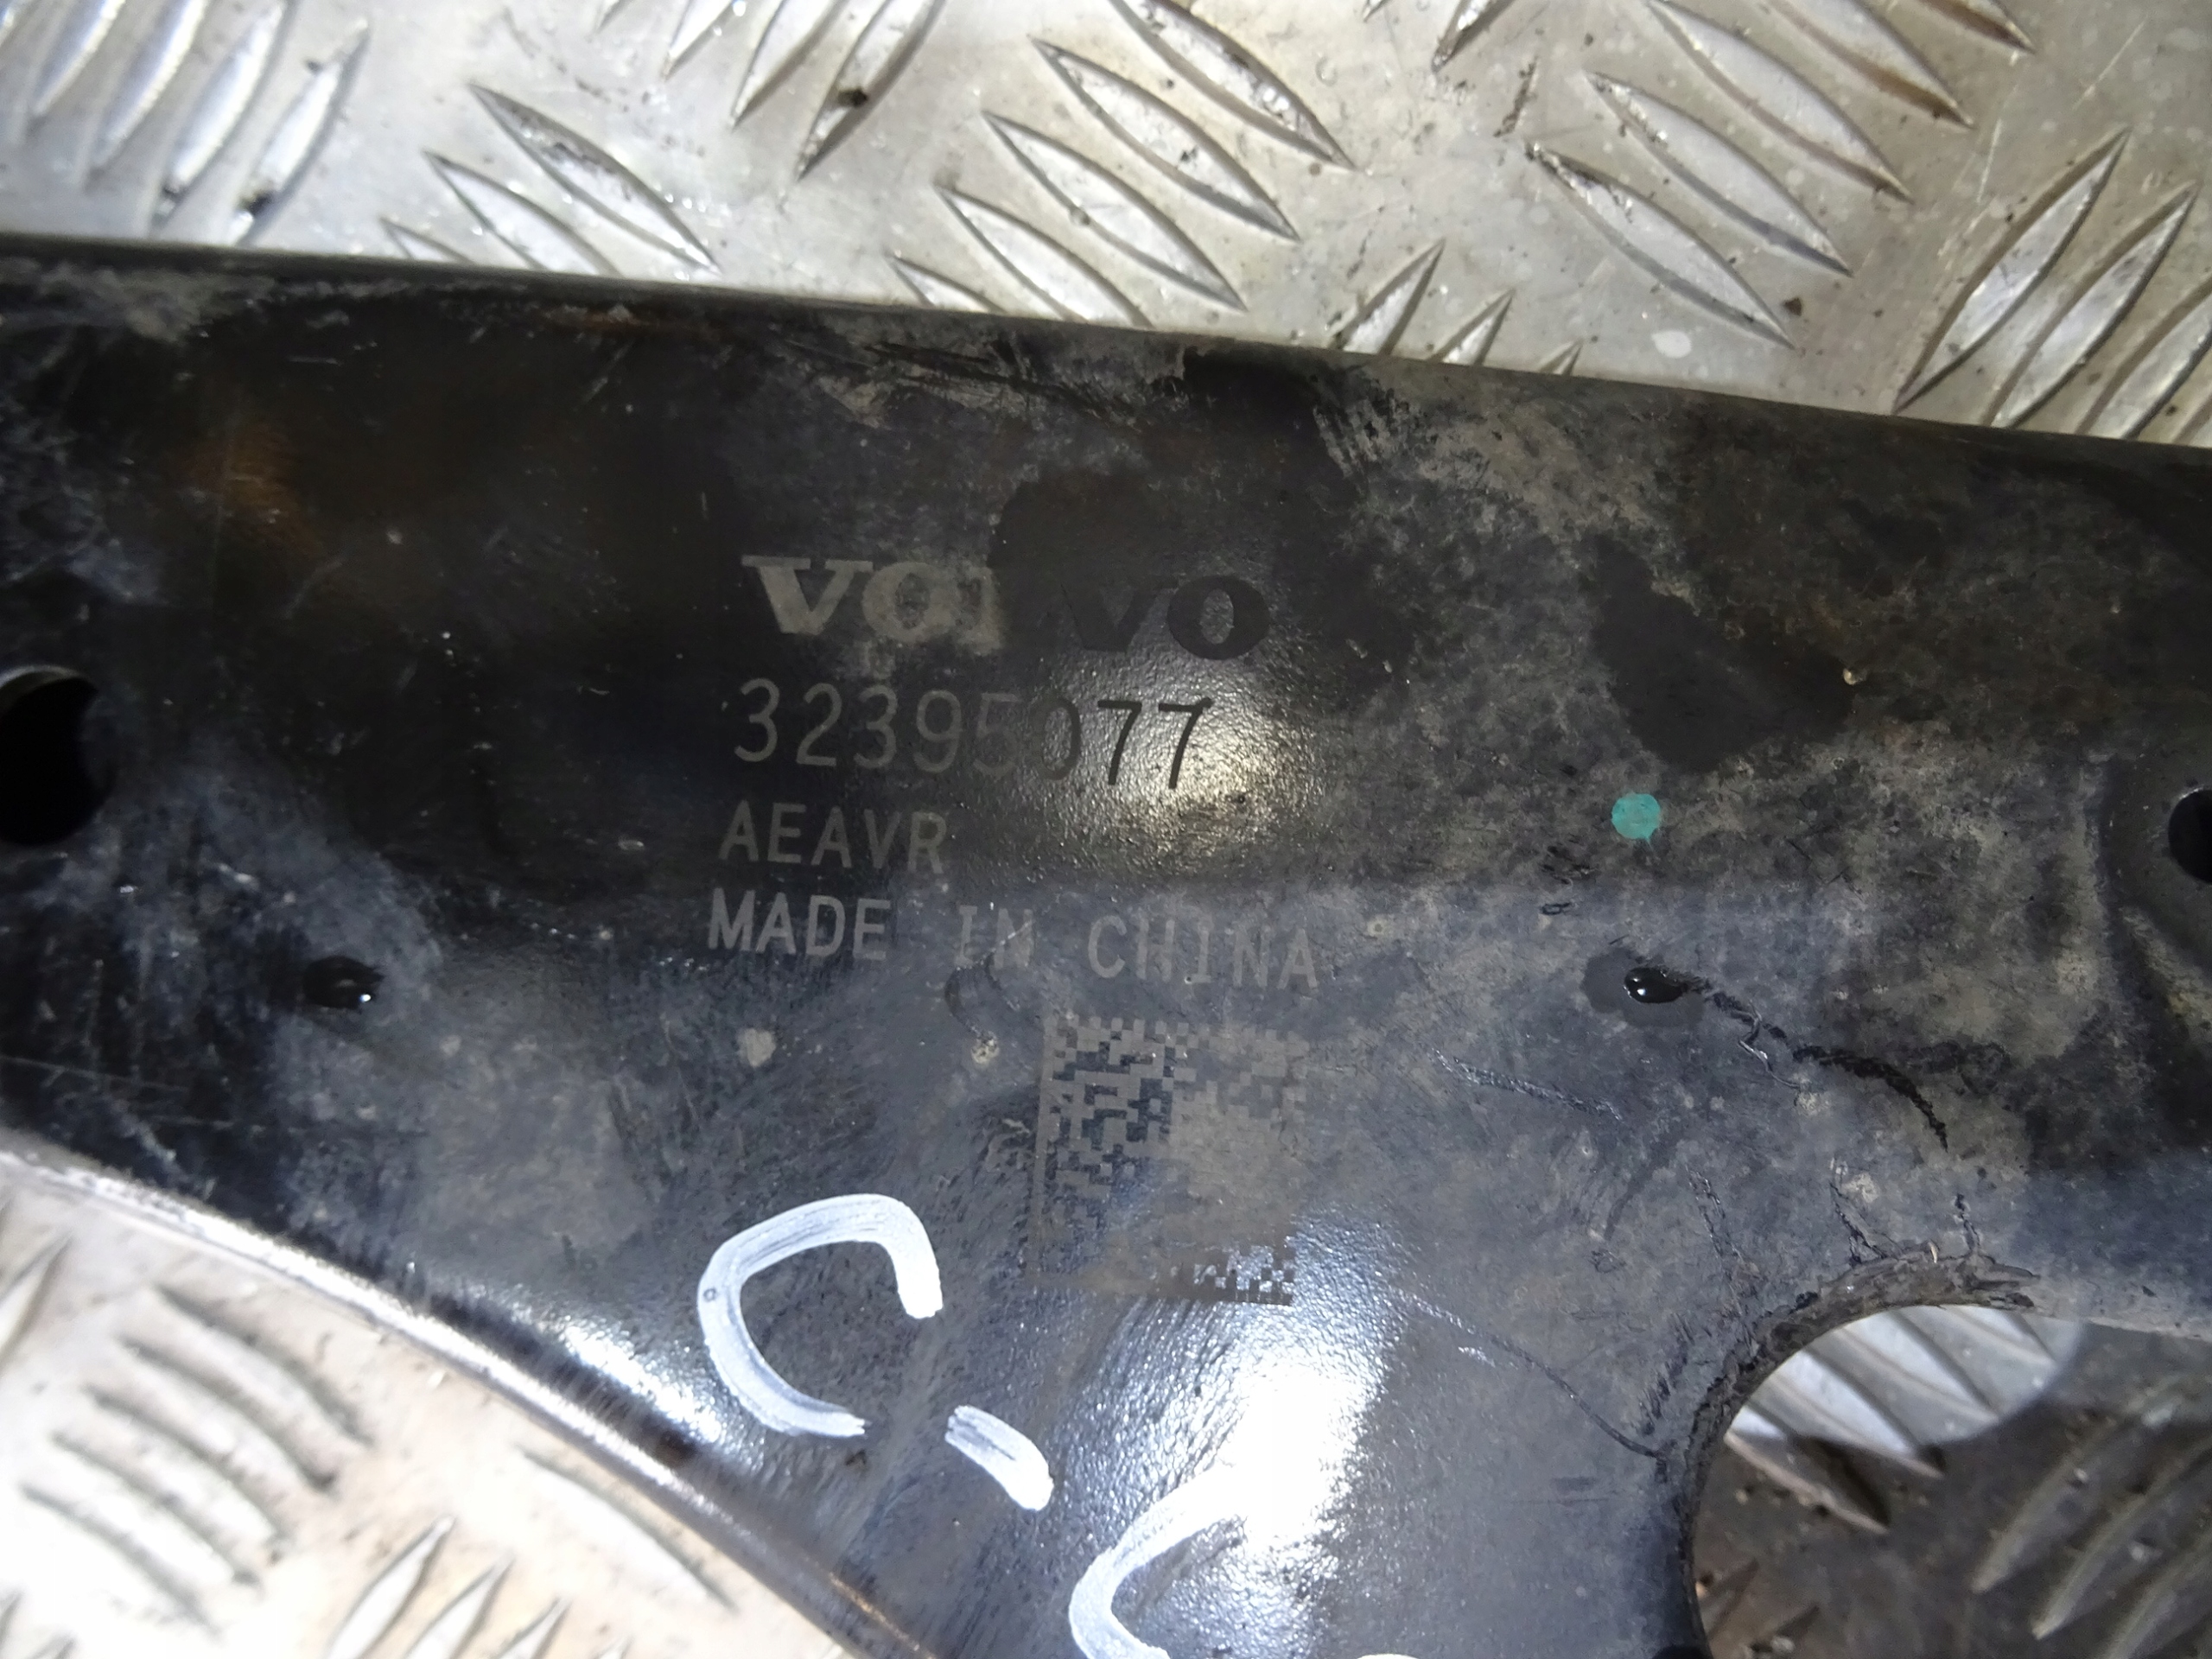 VOLVO
32395077
AEAVR
MADE IN CHINA
C-